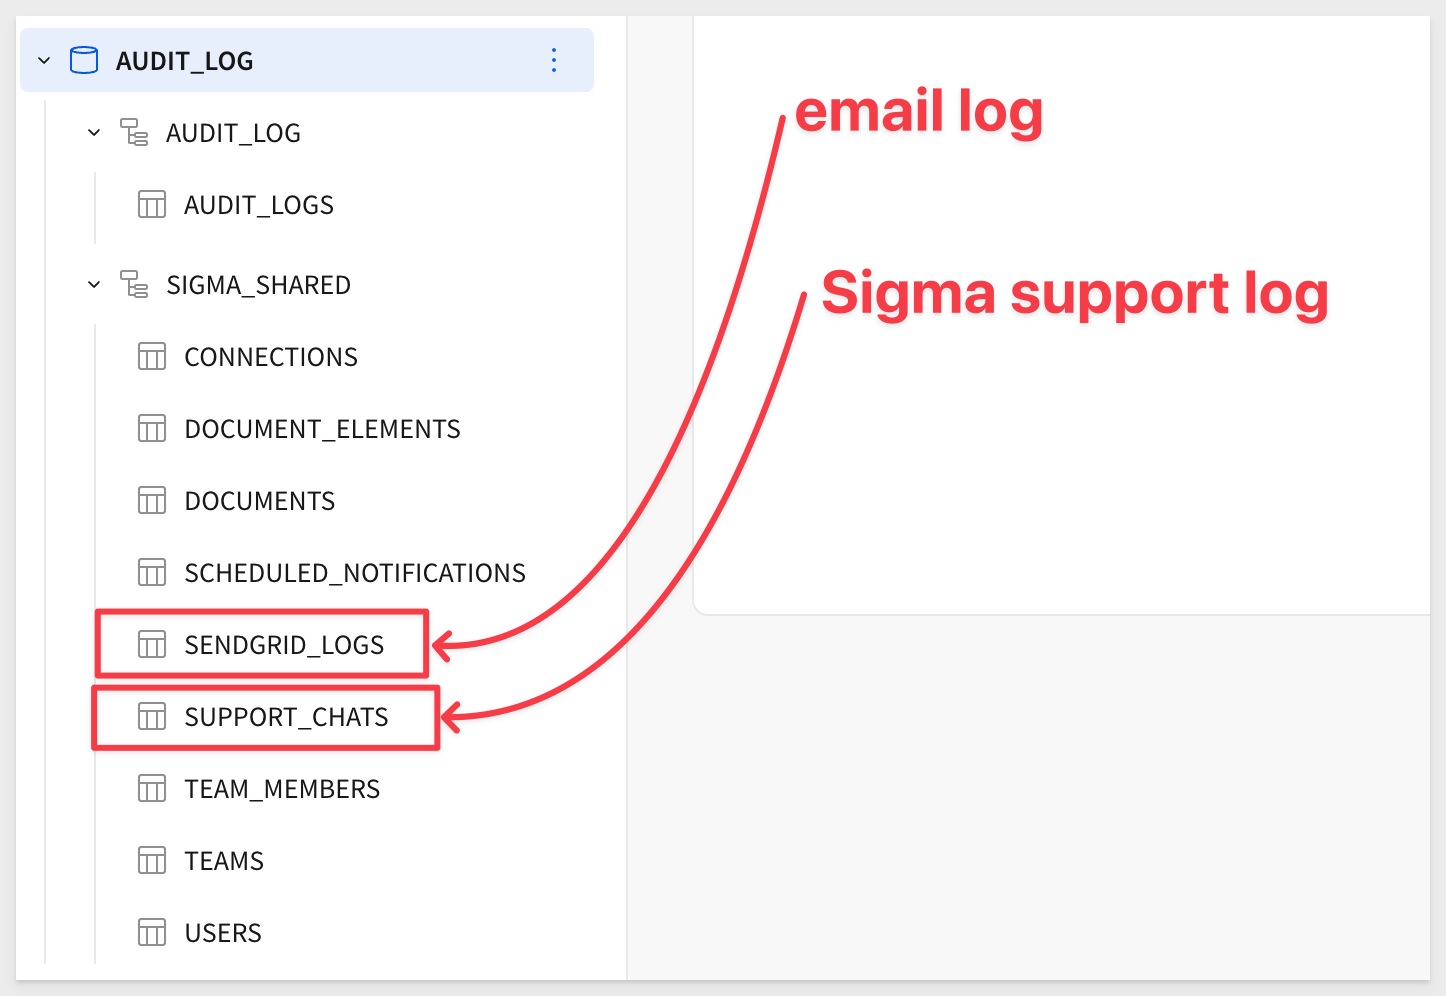 AUDIT_LOG
email log
AUDIT_LOG
AUDIT_LOGS
SIGMA_SHARED
Sigma support log
CONNECTIONS
DOCUMENT_ELEMENTS
DOCUMENTS
SCHEDULED_NOTIFICATIONS
SENDGRID_LOGS
SUPPORT_CHATS
TEAM_MEMBERS
TEAMS
USERS